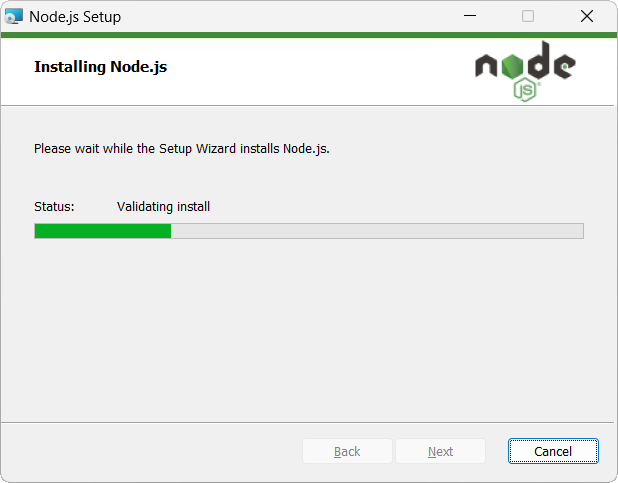 Node.js Setup
Installing Node.js
node
JS
Please wait while the Setup Wizard installs Node.js.
Status: Validating install
Back Next Cancel